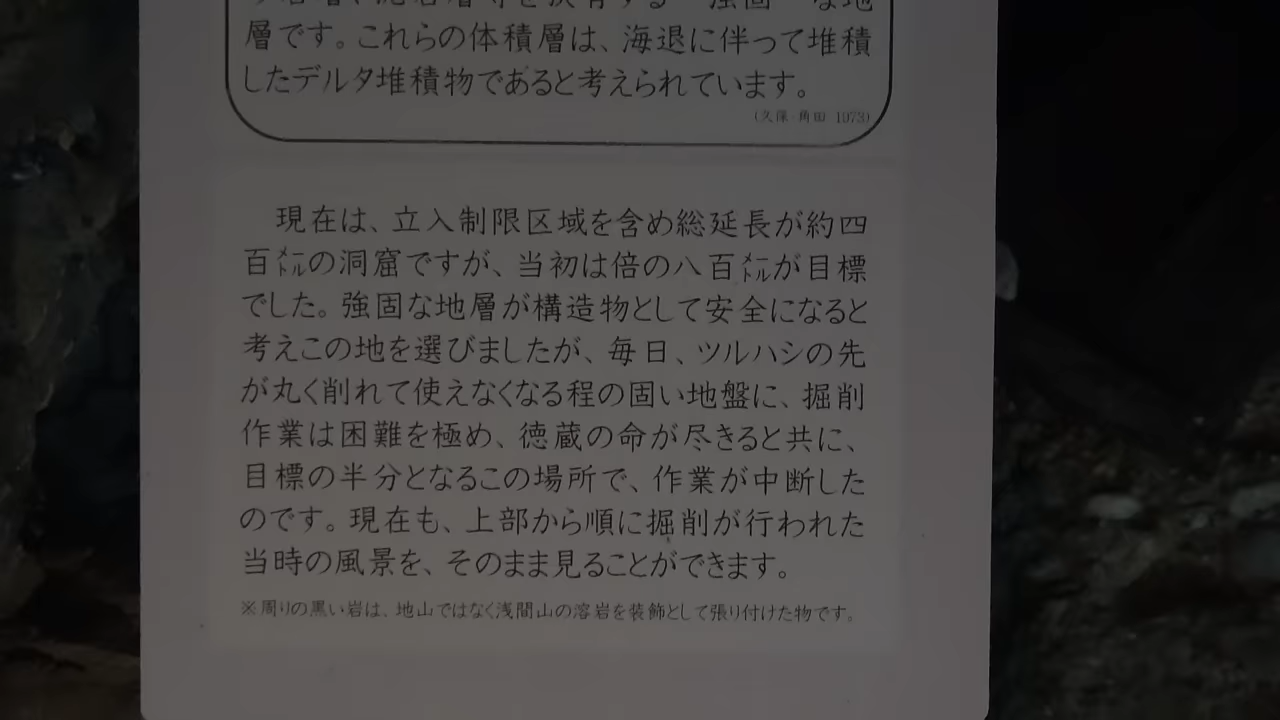 層です。これらの体積層は、海退に伴って堆積
したデルタ堆積物であると考えられています。
(久保・角田 1973)
現在は、立入制限区域を含め総延長が約四
百㍍の洞窟ですが、当初は倍の八百㍍が目標
でした。強固な地層が構造物として安全になると
考えこの地を選びましたが、毎日、ツルハシの先
が丸く削れて使えなくなる程の固い地盤に、掘削
作業は困難を極め、徳蔵の命が尽きると共に、
目標の半分となるこの場所で、作業が中断した
のです。現在も、上部から順に掘削が行われた
当時の風景を、そのまま見ることができます。
※周りの黒い岩は、地山ではなく浅間山の溶岩を装飾として張り付けた物です。